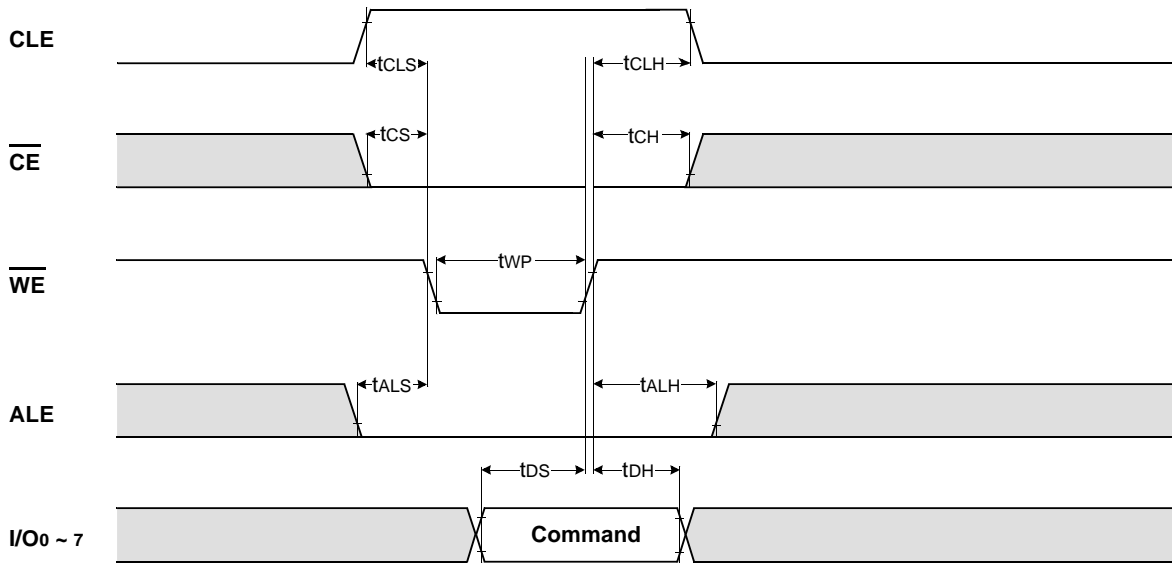 CLE
tCLS
tCLH
CE
tCS
tCH
WE
tWP
ALE
tALS
tALH
tDS
tDH
I/O0 ~ 7
Command